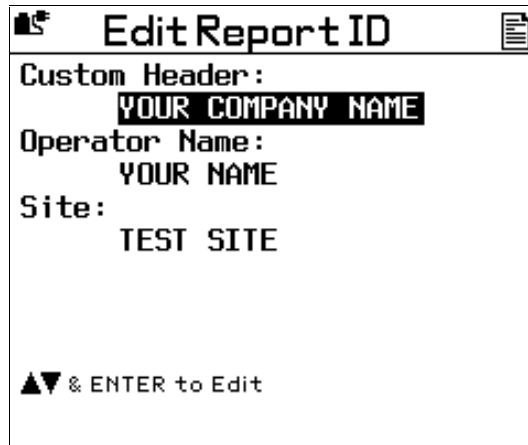 Edit Report ID
Custom Header:
YOUR COMPANY NAME
Operator Name:
YOUR NAME
Site:
TEST SITE
▲▼ & ENTER to Edit